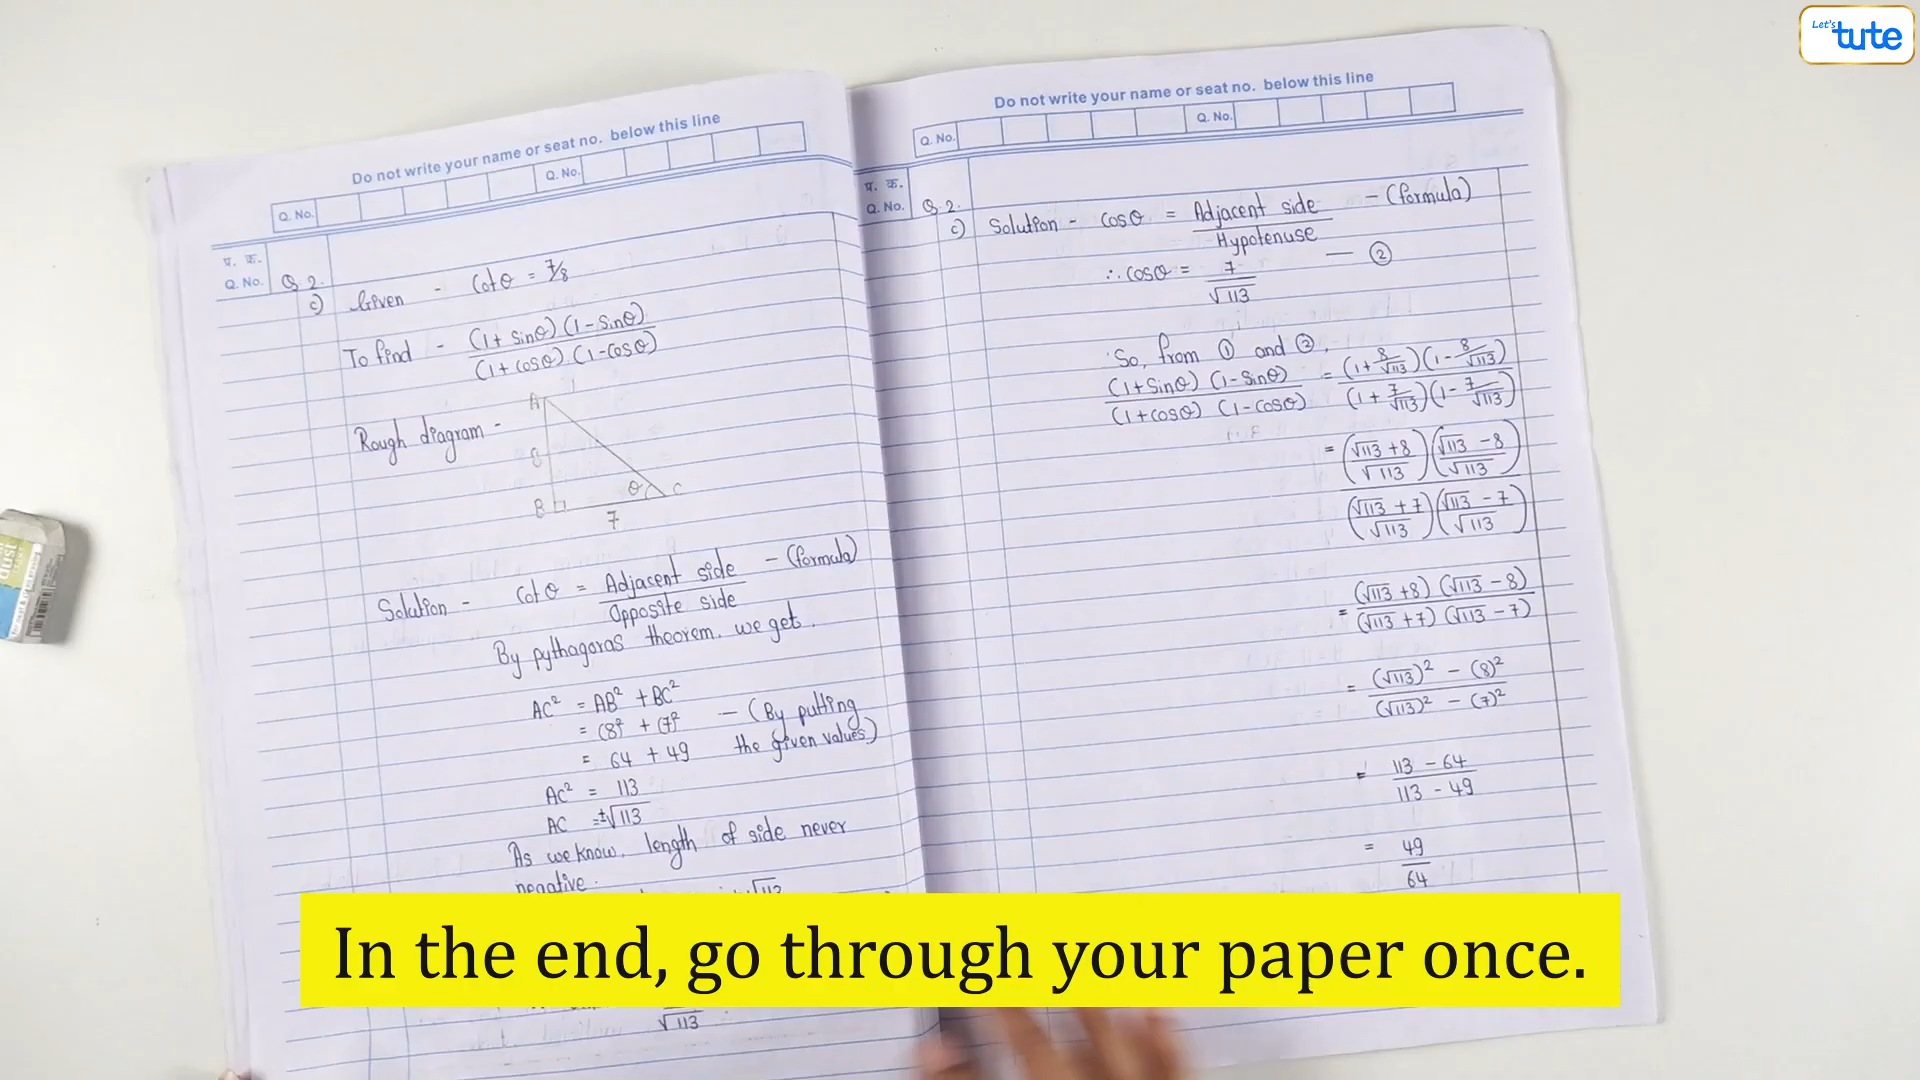 Let's tute
Do not write your name or seat no. below this line
Q. No. Q. No.
प्र. क्र.
Q. No. Q. 2.
c) Given - Cot θ = 7/8
To find - (1 + sinθ) (1 - sinθ) / (1 + cosθ) (1 - cosθ)
Rough diagram -
A
8
B θ C
7
Solution - Cot θ = Adjacent side / Opposite side - (formula)
By pythagoras theorem. we get.
AC² = AB² + BC²
= (8)² + (7)² — (By putting
= 64 + 49 the given values.)
AC² = 113
AC = ±√113
As we know, length of side never
negative.
√113
√113
Do not write your name or seat no. below this line
Q. No. Q. No.
प्र. क्र.
Q. No. Q. 2.
c) Solution - Cosθ = Adjacent side / Hypotenuse - (formula)
∴ cosθ = 7 / √113 — ②
So, from ① and ②,
(1 + sinθ) (1 - sinθ) / (1 + cosθ) (1 - cosθ) = (1 + 8/√113)(1 - 8/√113) / (1 + 7/√113)(1 - 7/√113)
= (√113 + 8 / √113) (√113 - 8 / √113) / (√113 + 7 / √113) (√113 - 7 / √113)
= (√113 + 8) (√113 - 8) / (√113 + 7) (√113 - 7)
= (√113)² - (8)² / (√113)² - (7)²
= 113 - 64 / 113 - 49
= 49 / 64
In the end, go through your paper once.